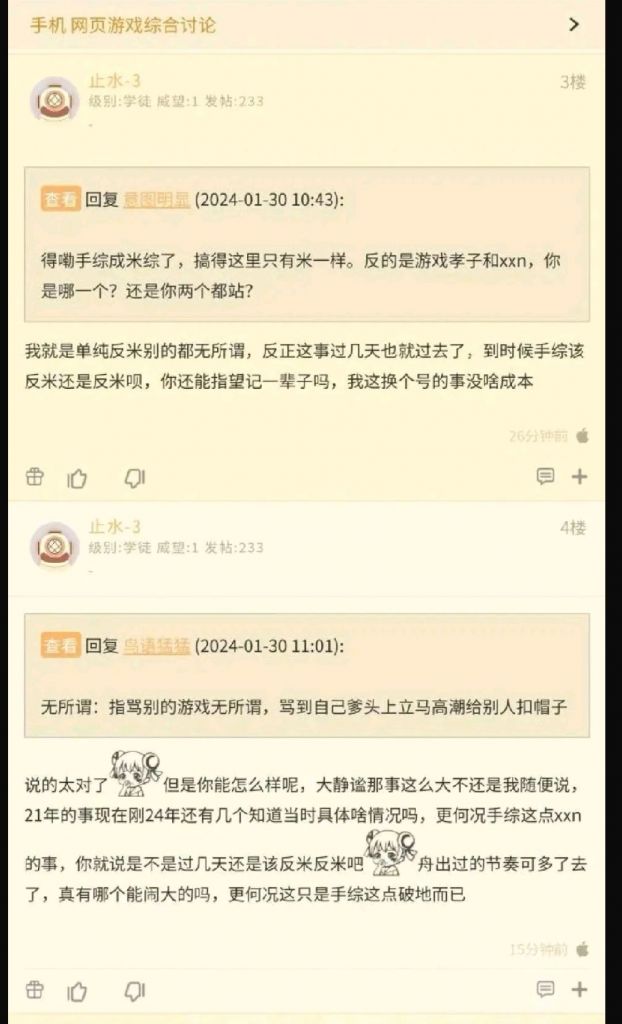 手机 网页游戏综合讨论
止水-3
3楼
级别:学徒 威望:1 发帖:233
-
查看 回复 意图明显 (2024-01-30 10:43):
得嘞手综成米综了，搞得这里只有米一样。反的是游戏孝子和xxn，你
是哪一个？还是你两个都站？
我就是单纯反米别的都无所谓，反正这事过几天也就过去了，到时候手综该
反米还是反米呗，你还能指望记一辈子吗，我这换个号的事没啥成本
26分钟前
止水-3
4楼
级别:学徒 威望:1 发帖:233
-
查看 回复 鸟语猛猛 (2024-01-30 11:01):
无所谓：指骂别的游戏无所谓，骂到自己爹头上立马高潮给别人扣帽子
说的太对了 但是你能怎么样呢，大静谧那事这么大不还是我随便说，
21年的事现在刚24年还有几个知道当时具体啥情况吗，更何况手综这点xxn
的事，你就说是不是过几天还是该反米反米吧 舟出过的节奏可多了去
了，真有哪个能闹大的吗，更何况这只是手综这点破地而已
15分钟前